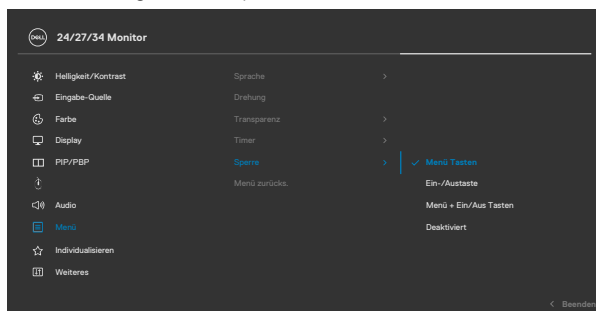 DELL
24/27/34 Monitor
Helligkeit/Kontrast
Eingabe-Quelle
Farbe
Display
PIP/PBP
Audio
Menü
Individualisieren
Weiteres
Sprache
Drehung
Transparenz
Timer
Sperre
Menü zurücks.
Menü Tasten
Ein-/Austaste
Menü + Ein/Aus Tasten
Deaktiviert
Beenden